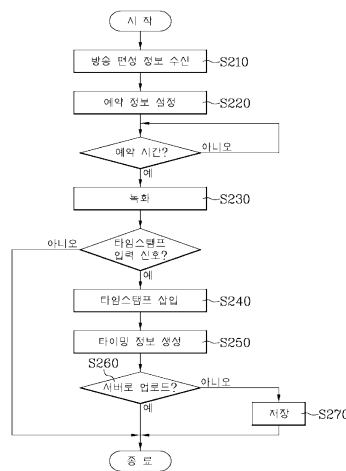 시 작
방송 편성 정보 수신 S210
예약 정보 설정 S220
예약 시간? 아니오
예
녹화 S230
아니오 타임스탬프
입력 신호?
예
타임스탬프 삽입 S240
타이밍 정보 생성 S250
S260
서버로 업로드? 아니오
예
저장 S270
종 료